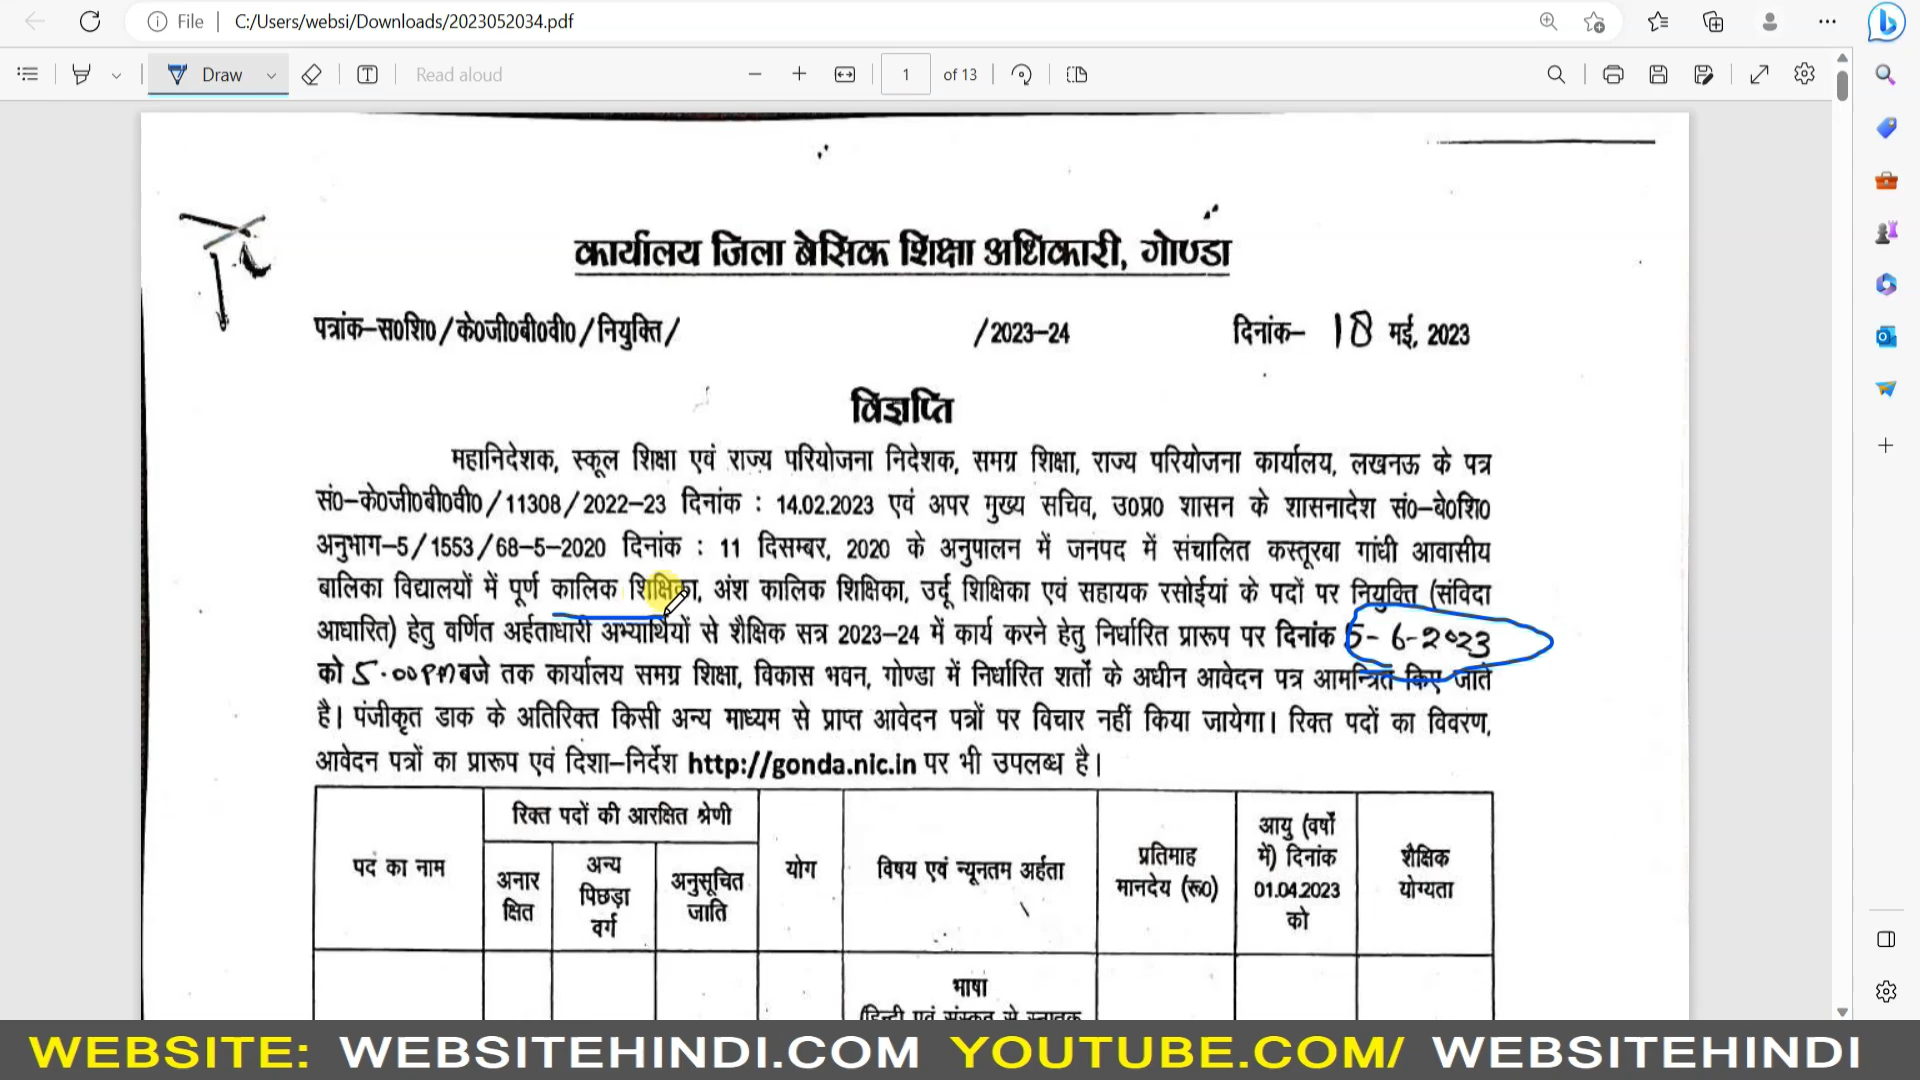 File
C:/Users/websi/Downloads/2023052034.pdf
Draw
Read aloud
1 of 13
कार्यालय जिला बेसिक शिक्षा अधिकारी, गोण्डा
पत्रांक-स0शि0/के0जी0बी0वी0/नियुक्ति/ /2023-24 दिनांक- 18 मई, 2023
विज्ञप्ति
महानिदेशक, स्कूल शिक्षा एवं राज्य परियोजना निदेशक, समग्र शिक्षा, राज्य परियोजना कार्यालय, लखनऊ के पत्र
सं0-के0जी0बी0वी0/11308/2022-23 दिनांक : 14.02.2023 एवं अपर मुख्य सचिव, उ0प्र0 शासन के शासनादेश सं0-बे0शि0
अनुभाग-5/1553/68-5-2020 दिनांक : 11 दिसम्बर, 2020 के अनुपालन में जनपद में संचालित कस्तूरबा गांधी आवासीय
बालिका विद्यालयों में पूर्ण कालिक शिक्षिका, अंश कालिक शिक्षिका, उर्दू शिक्षिका एवं सहायक रसोईयां के पदों पर नियुक्ति (संविदा
आधारित) हेतु वर्णित अर्हताधारी अभ्यार्थियों से शैक्षिक सत्र 2023-24 में कार्य करने हेतु निर्धारित प्रारूप पर दिनांक 5-6-2023
को 5.00PM बजे तक कार्यालय समग्र शिक्षा, विकास भवन, गोण्डा में निर्धारित शर्तों के अधीन आवेदन पत्र आमन्त्रित किए जाते
है। पंजीकृत डाक के अतिरिक्त किसी अन्य माध्यम से प्राप्त आवेदन पत्रों पर विचार नहीं किया जायेगा। रिक्त पदों का विवरण,
आवेदन पत्रों का प्रारूप एवं दिशा-निर्देश http://gonda.nic.in पर भी उपलब्ध है।
पद का नाम
रिक्त पदों की आरक्षित श्रेणी
अनार
क्षित
अन्य
पिछड़ा
वर्ग
अनुसूचित
जाति
योग
विषय एवं न्यूनतम अर्हता
प्रतिमाह
मानदेय (रू0)
आयु (वर्षों
में) दिनांक
01.04.2023
को
शैक्षिक
योग्यता
भाषा
(हिन्दी एवं संस्कृत से स्नातक
WEBSITE: WEBSITEHINDI.COM YOUTUBE.COM/ WEBSITEHINDI